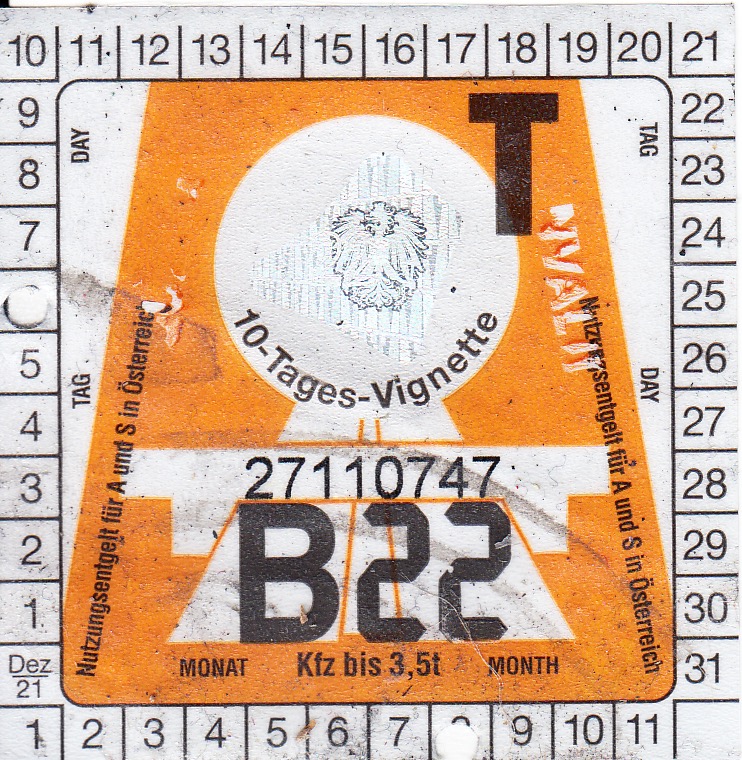 10 11 12 13 14 15 16 17 18 19 20 21
9
8
7
5
4
3
2
1
Dez
21
22
23
24
25
26
27
28
29
30
31
DAY
TAG
TAG
DAY
T
10-Tages-Vignette
Nutzungsentgelt für A und S in Österreich
Nutzungsentgelt für A und S in Österreich
27110747
B22
MONAT Kfz bis 3,5t MONTH
1 2 3 4 5 6 7 9 10 11